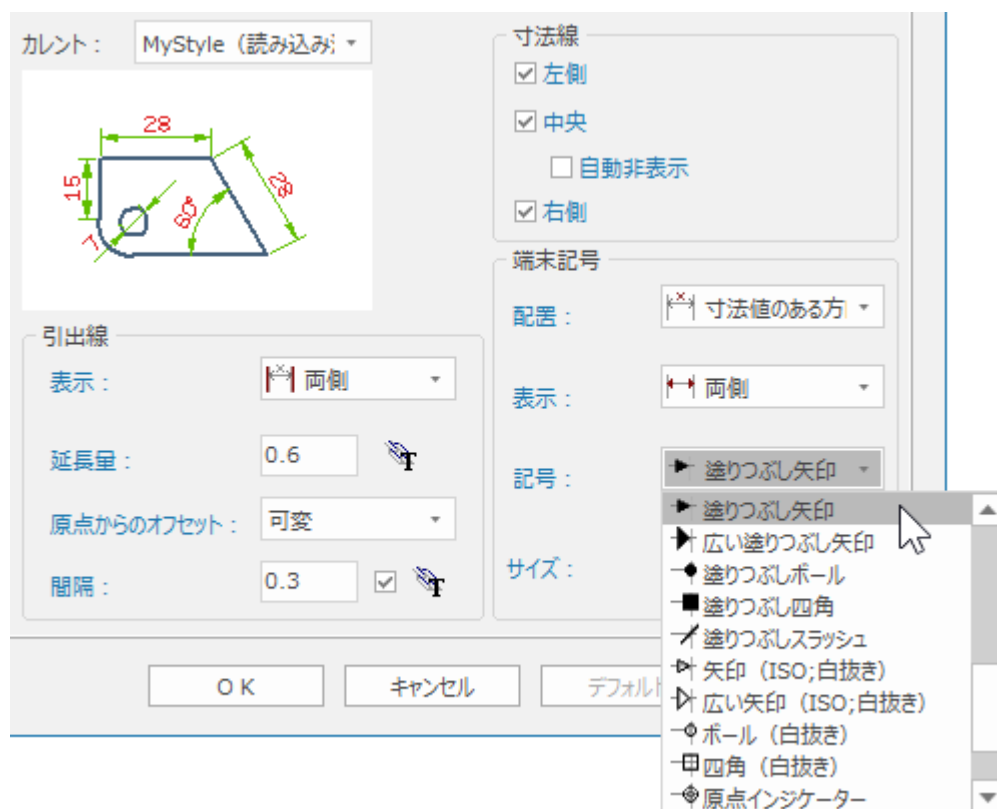 カレント：
MyStyle（読み込み
28
15
28
80°
7
引出線
表示：
両側
延長量：
0.6
原点からのオフセット：
可変
間隔：
0.3
寸法線
左側
中央
自動非表示
右側
端末記号
配置：
寸法値のある方
表示：
両側
記号：
塗りつぶし矢印
サイズ：
塗りつぶし矢印
広い塗りつぶし矢印
塗りつぶしボール
塗りつぶし四角
塗りつぶしスラッシュ
矢印（ISO;白抜き）
広い矢印（ISO;白抜き）
ボール（白抜き）
四角（白抜き）
原点インジケーター
ＯＫ
キャンセル
デフォルト